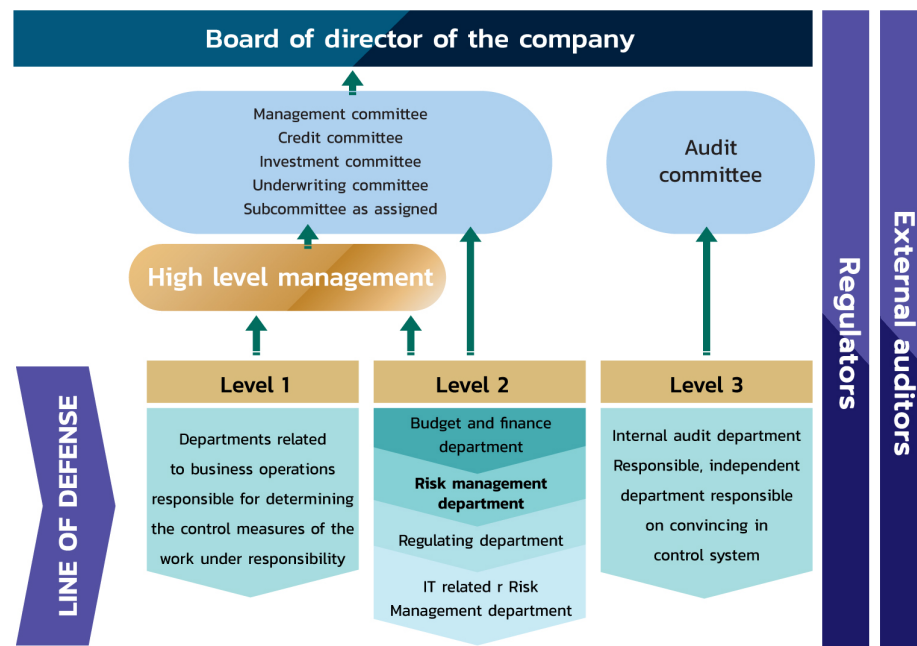 Board of director of the company
Management committee
Credit committee
Investment committee
Underwriting committee
Subcommittee as assigned
Audit
committee
High level management
Level 1
Departments related
to business operations
responsible for determining
the control measures of the
work under responsibility
Level 2
Budget and finance
department
Risk management
department
Regulating department
IT related r Risk
Management department
Level 3
Internal audit department
Responsible, independent
department responsible
on convincing in
control system
LINE OF DEFENSE
Regulators
External auditors